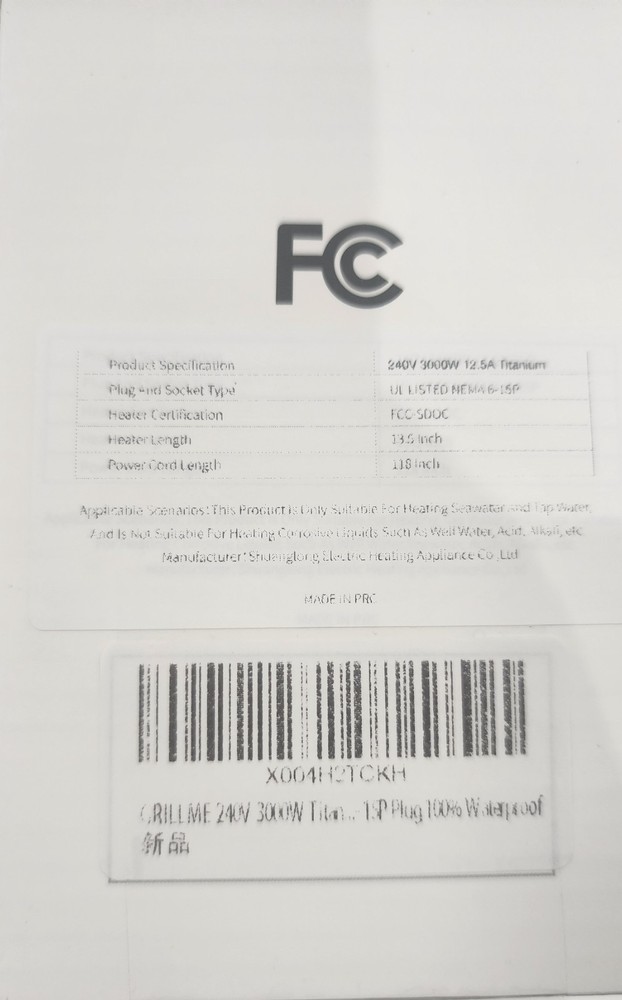 FC
Product Specification 240V 3000W 12.5A Titanium
Plug And Socket Type UL LISTED NEMA 6-15P
Heater Certification FCC-SDOC
Heater Length 13.5 Inch
Power Cord Length 118 Inch
Applicable Scenarios: This Product is Only Suitable For Heating Seawater And Tap Water,
And Is Not Suitable For Heating Corrosive Liquids Such As Well Water, Acid, Alkali, etc.
Manufacturer: Shuanglong Electric Heating Appliance Co.,Ltd
MADE IN PRC
X004H2TCKH
GRILLME 240V 3000W Titan...-15P Plug 100% Waterproof
新品